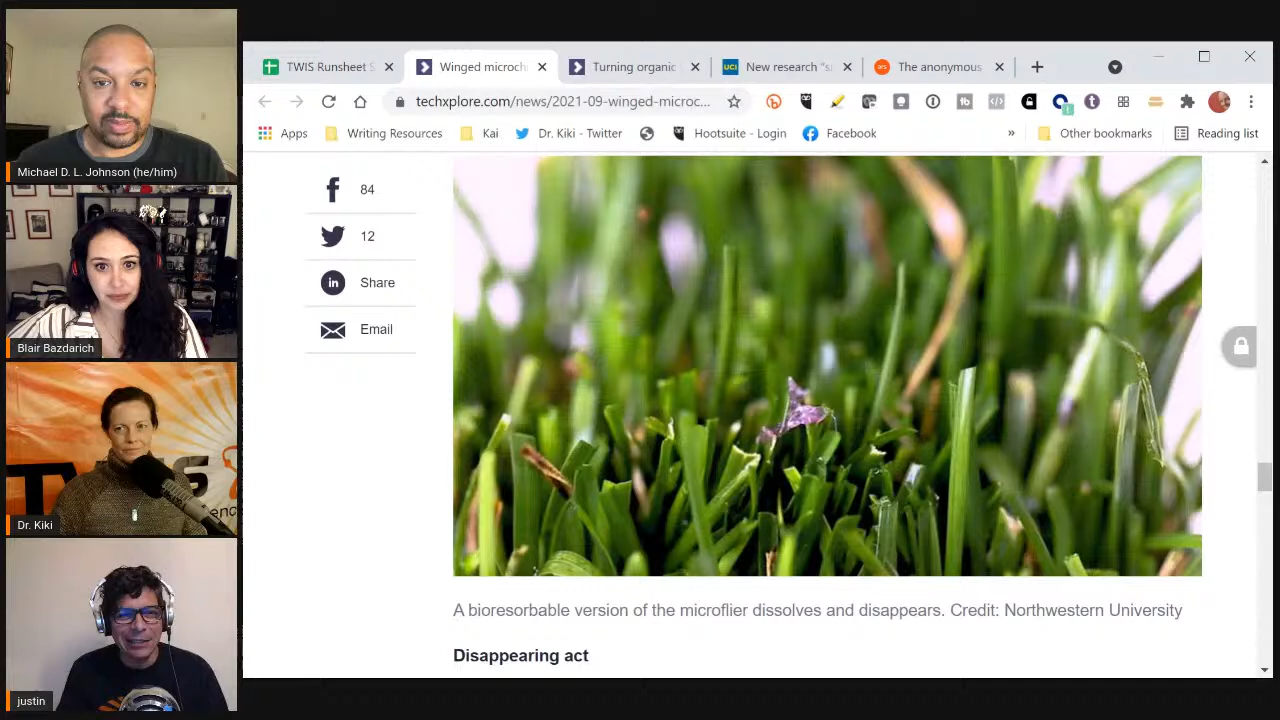 Michael D. L. Johnson (he/him)
Blair Bazdarich
Dr. Kiki
justin
TWIS Runsheet S
Winged microch
Turning organic
UCI
New research "s
ars
The anonymous
techxplore.com/news/2021-09-winged-microc...
Apps
Writing Resources
Kai
Dr. Kiki - Twitter
Hootsuite - Login
Facebook
»
Other bookmarks
Reading list
84
12
in Share
Email
A bioresorbable version of the microflier dissolves and disappears. Credit: Northwestern University
Disappearing act